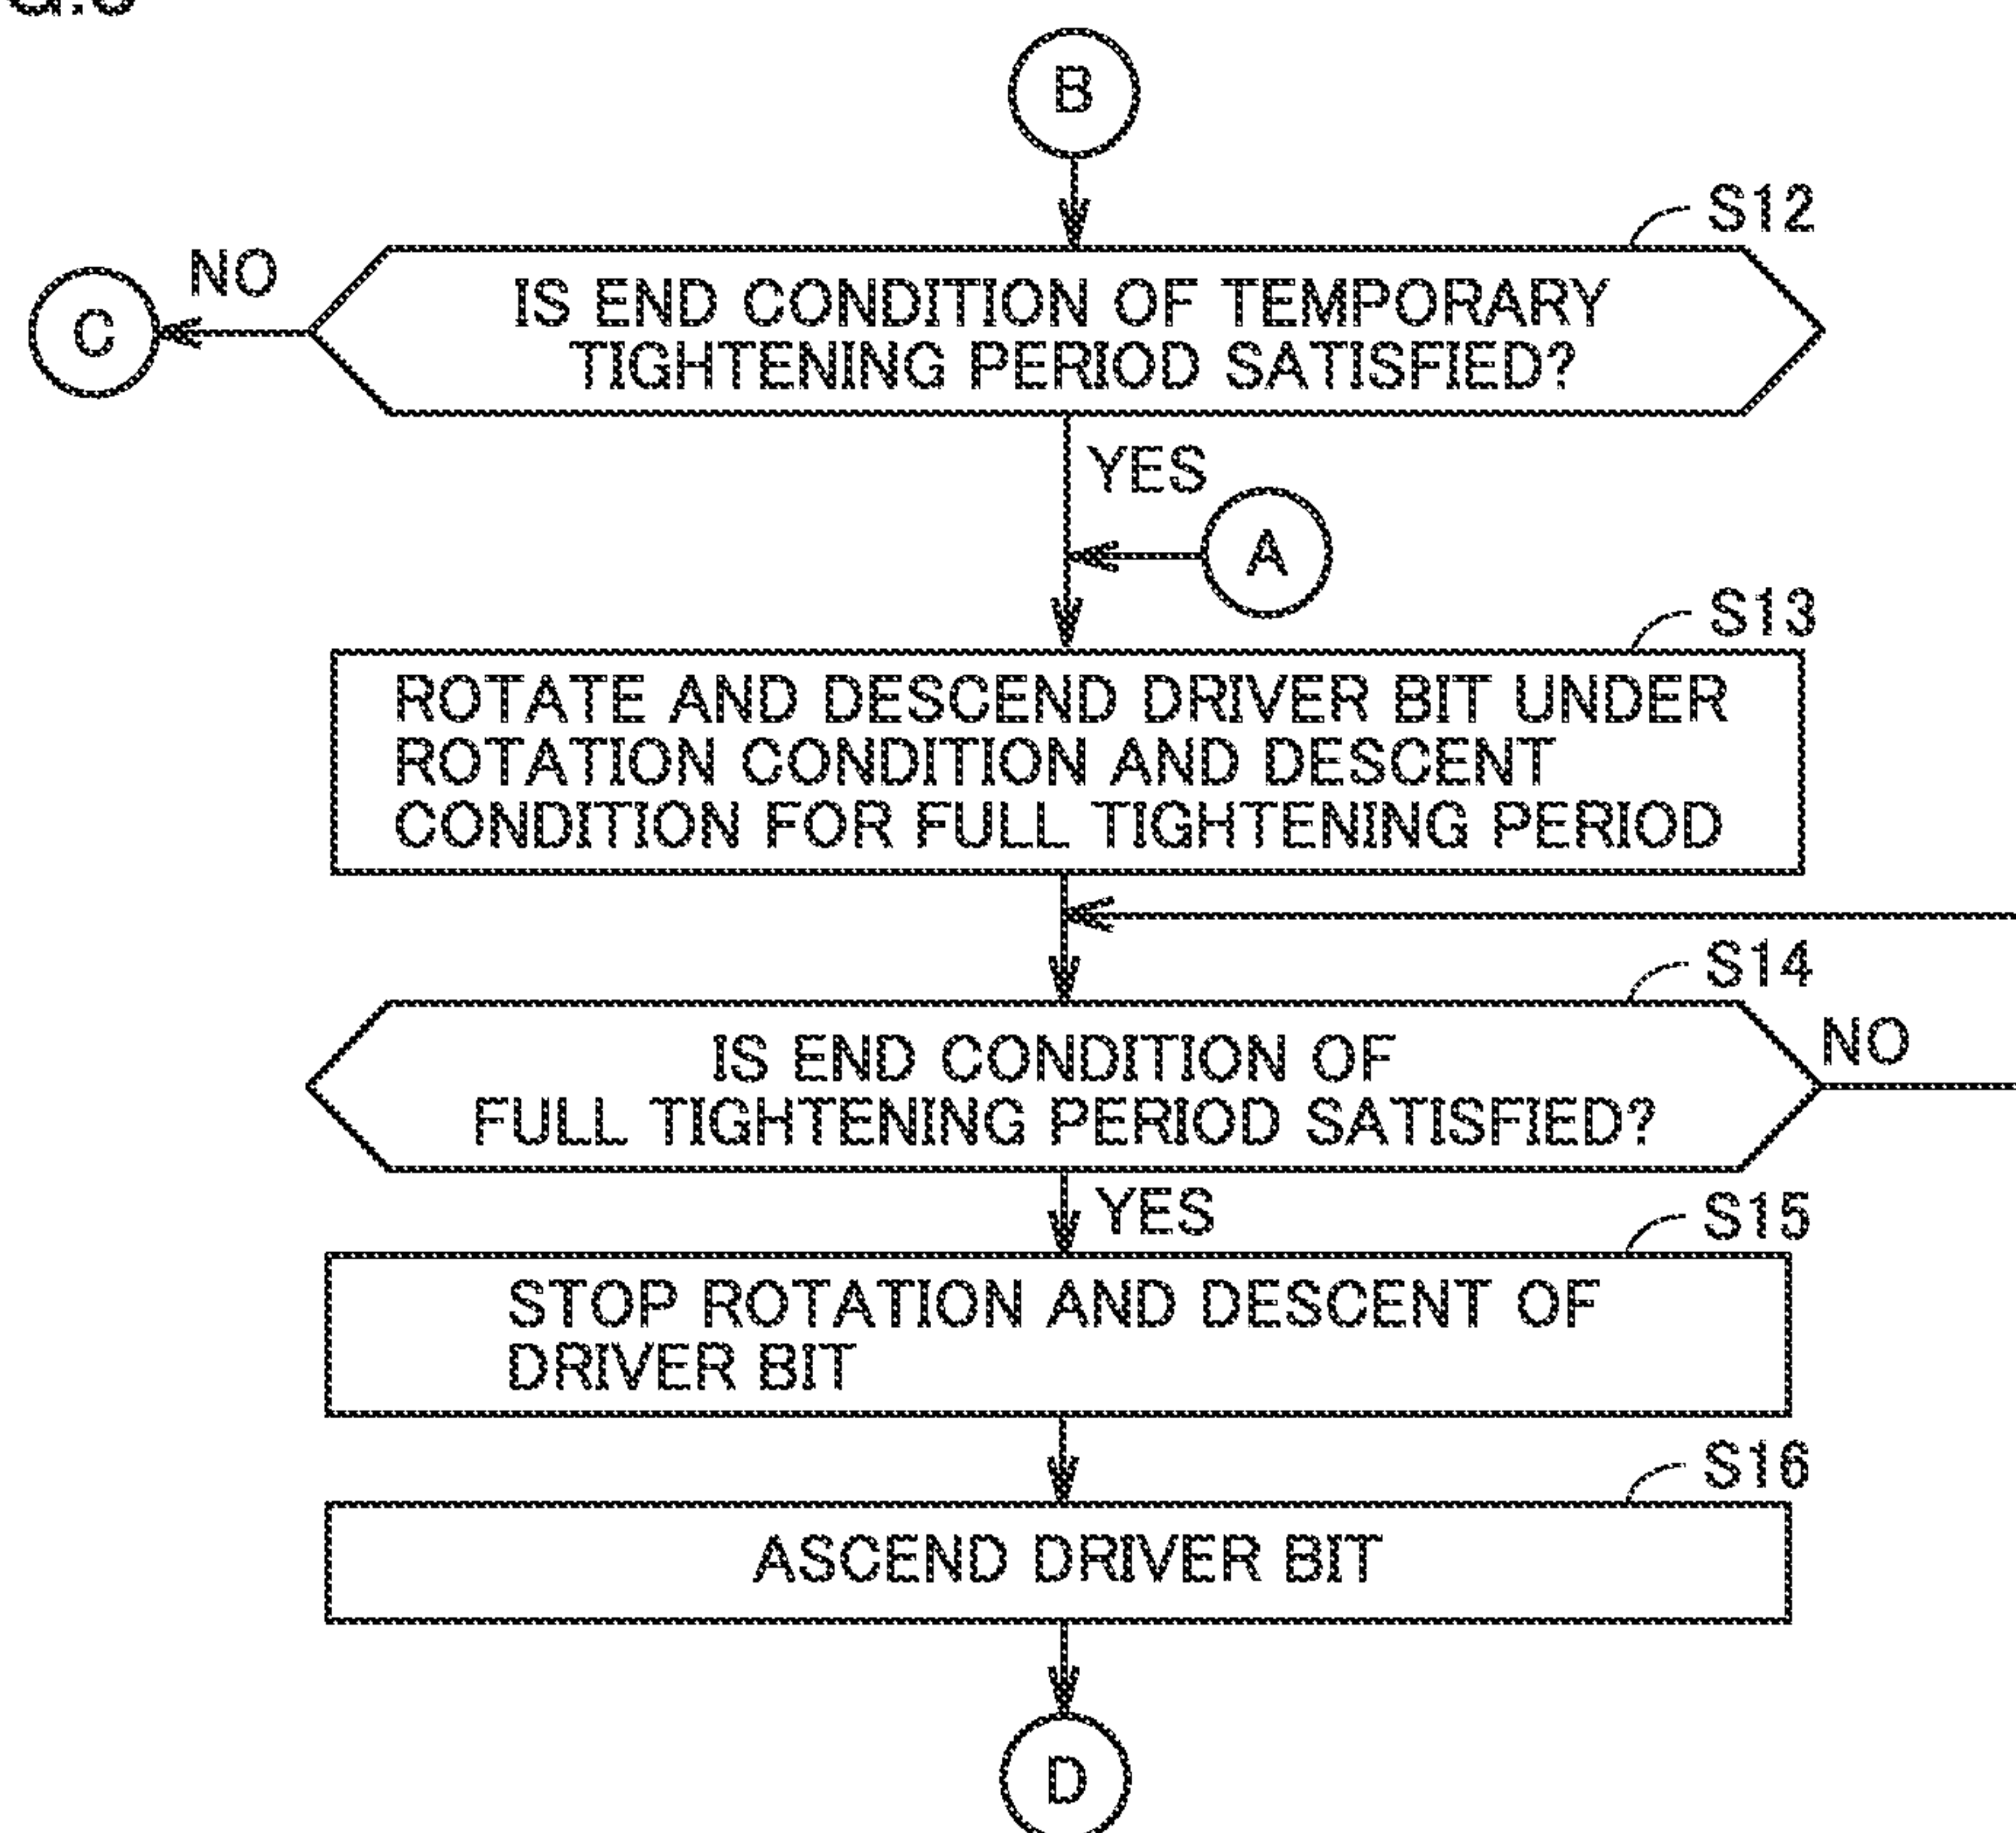 B
S12
NO
C
IS END CONDITION OF TEMPORARY
TIGHTENING PERIOD SATISFIED?
YES
A
S13
ROTATE AND DESCEND DRIVER BIT UNDER
ROTATION CONDITION AND DESCENT
CONDITION FOR FULL TIGHTENING PERIOD
S14
NO
IS END CONDITION OF
FULL TIGHTENING PERIOD SATISFIED?
YES
S15
STOP ROTATION AND DESCENT OF
DRIVER BIT
S16
ASCEND DRIVER BIT
D